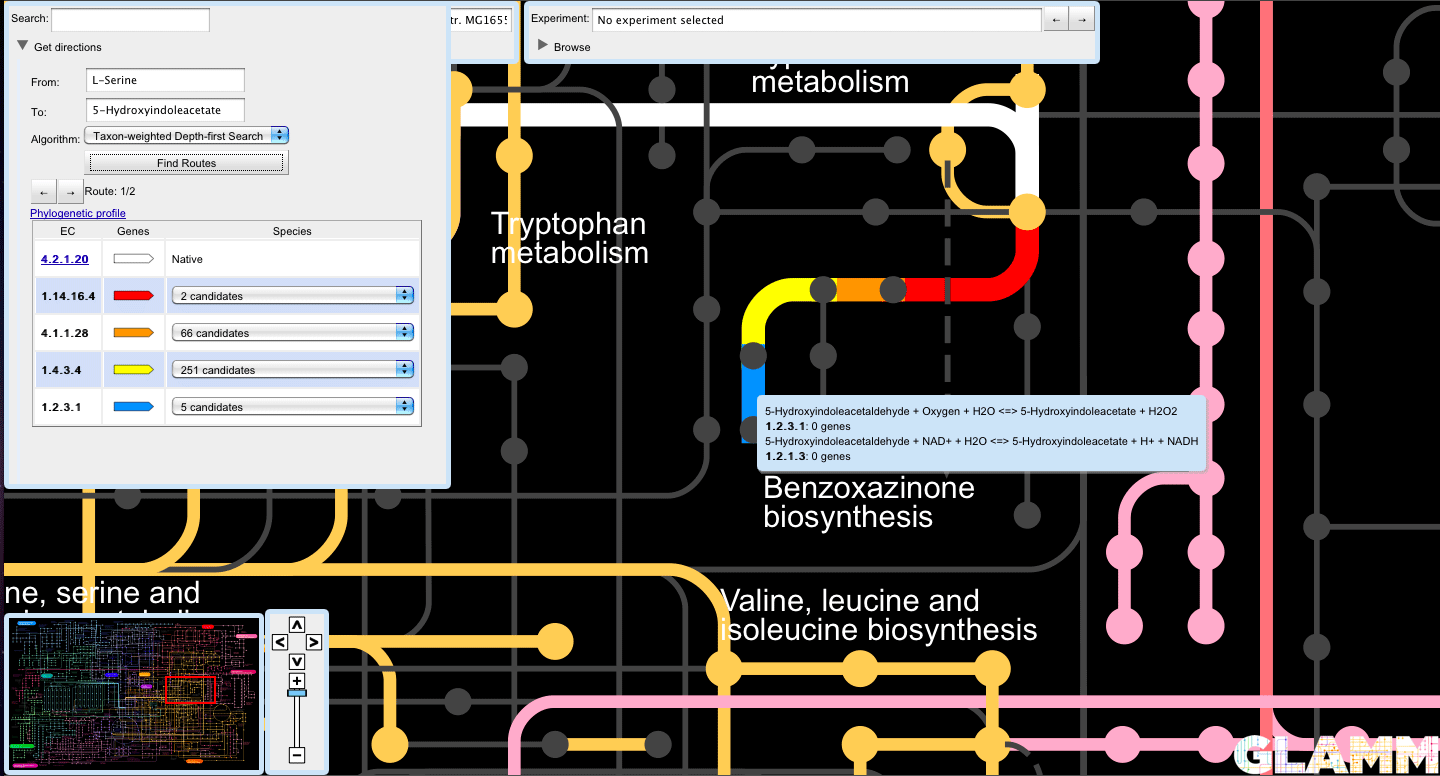 Search:
tr. MG165
Experiment: No experiment selected
← →
Get directions
Browse
From: L-Serine
To: 5-Hydroxyindoleacetate
Algorithm: Taxon-weighted Depth-first Search
Find Routes
← → Route: 1/2
Phylogenetic profile
EC Genes Species
4.2.1.20 Native
1.14.16.4 2 candidates
4.1.1.28 66 candidates
1.4.3.4 251 candidates
1.2.3.1 5 candidates
metabolism
Tryptophan
metabolism
5-Hydroxyindoleacetaldehyde + Oxygen + H2O <=> 5-Hydroxyindoleacetate + H2O2
1.2.3.1: 0 genes
5-Hydroxyindoleacetaldehyde + NAD+ + H2O <=> 5-Hydroxyindoleacetate + H+ + NADH
1.2.1.3: 0 genes
Benzoxazinone
biosynthesis
ne, serine and
Valine, leucine and
isoleucine biosynthesis
GLAMM